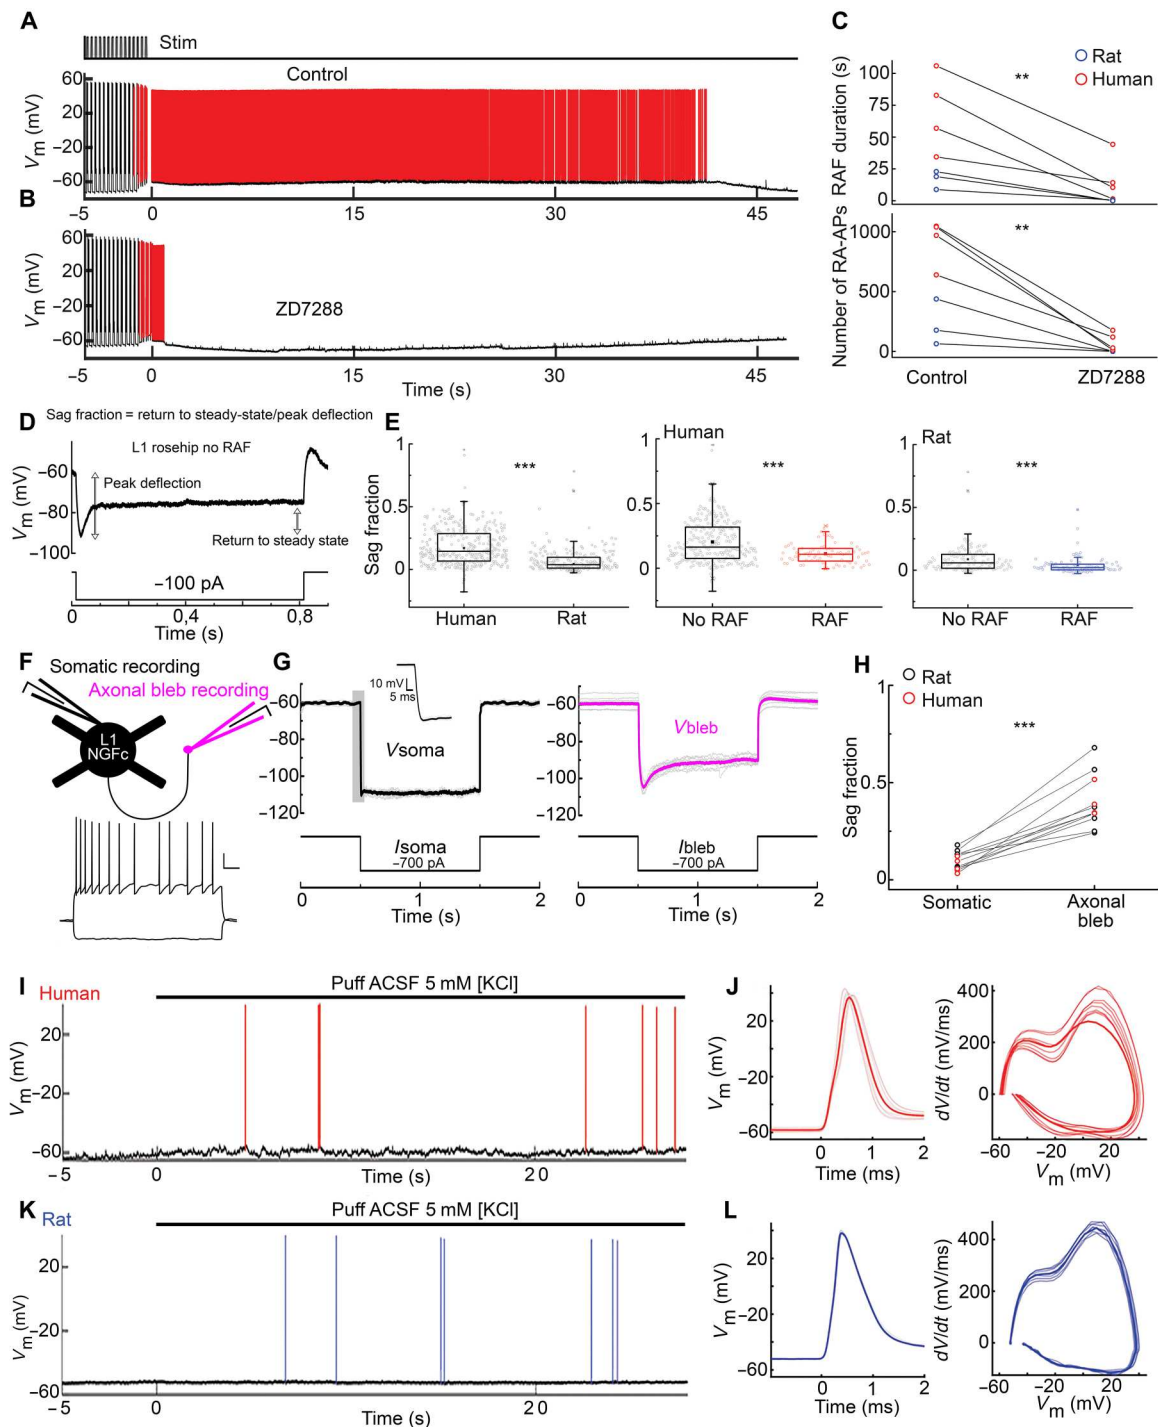 A
Stim
Control
60
20
−20
−60
Vm (mV)
−5
0
15
30
45
B
60
20
−20
−60
Vm (mV)
ZD7288
−5
0
15
30
45
Time (s)
C
Rat
Human
**
100
75
50
25
0
RAF duration (s)
**
1000
500
0
Number of RA-APs
Control
ZD7288
D
Sag fraction = return to steady-state/peak deflection
L1 rosehip no RAF
−60
−80
−100
Vm (mV)
Peak deflection
Return to steady state
−100 pA
0
0,4
0,8
Time (s)
E
1
0.5
0
Sag fraction
***
Human
Rat
Human
1
0.5
0
***
No RAF
RAF
Rat
1
0.5
0
***
No RAF
RAF
F
Somatic recording
Axonal bleb recording
L1
NGFc
G
10 mV
5 ms
−60
−80
−100
−120
Vsoma
Isoma
−700 pA
0
1
2
Time (s)
−60
−80
−100
−120
Vbleb
Ibleb
−700 pA
0
1
2
Time (s)
H
Rat
Human
***
1
0.5
0
Sag fraction
Somatic
Axonal
bleb
I
Human
Puff ACSF 5 mM [KCl]
20
−20
−60
Vm (mV)
−5
0
20
Time (s)
J
20
−20
−60
Vm (mV)
0
1
2
Time (ms)
400
200
0
dV/dt (mV/ms)
−60
−20
20
Vm (mV)
K
Rat
Puff ACSF 5 mM [KCl]
20
−20
−60
Vm (mV)
−5
0
20
Time (s)
L
20
−20
−60
Vm (mV)
0
1
2
Time (ms)
400
200
0
dV/dt (mV/ms)
−60
−20
20
Vm (mV)